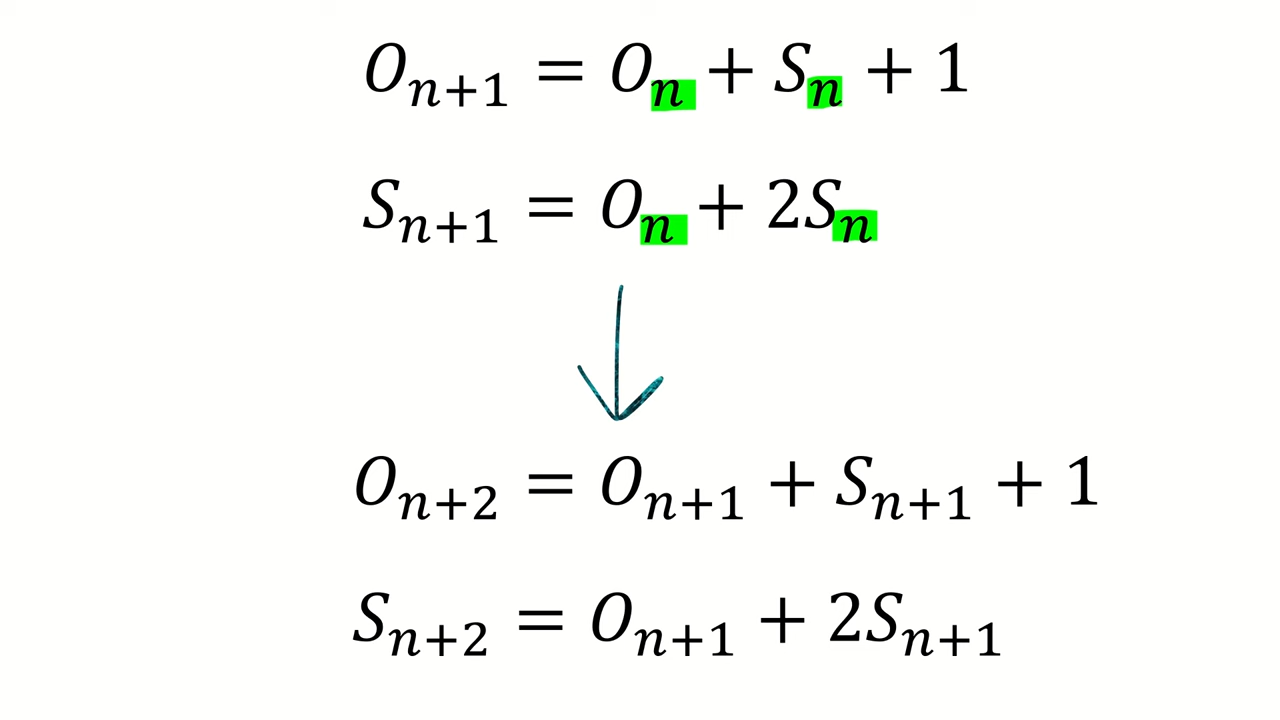 O_{n+1} = O_n + S_n + 1
S_{n+1} = O_n + 2S_n
O_{n+2} = O_{n+1} + S_{n+1} + 1
S_{n+2} = O_{n+1} + 2S_{n+1}